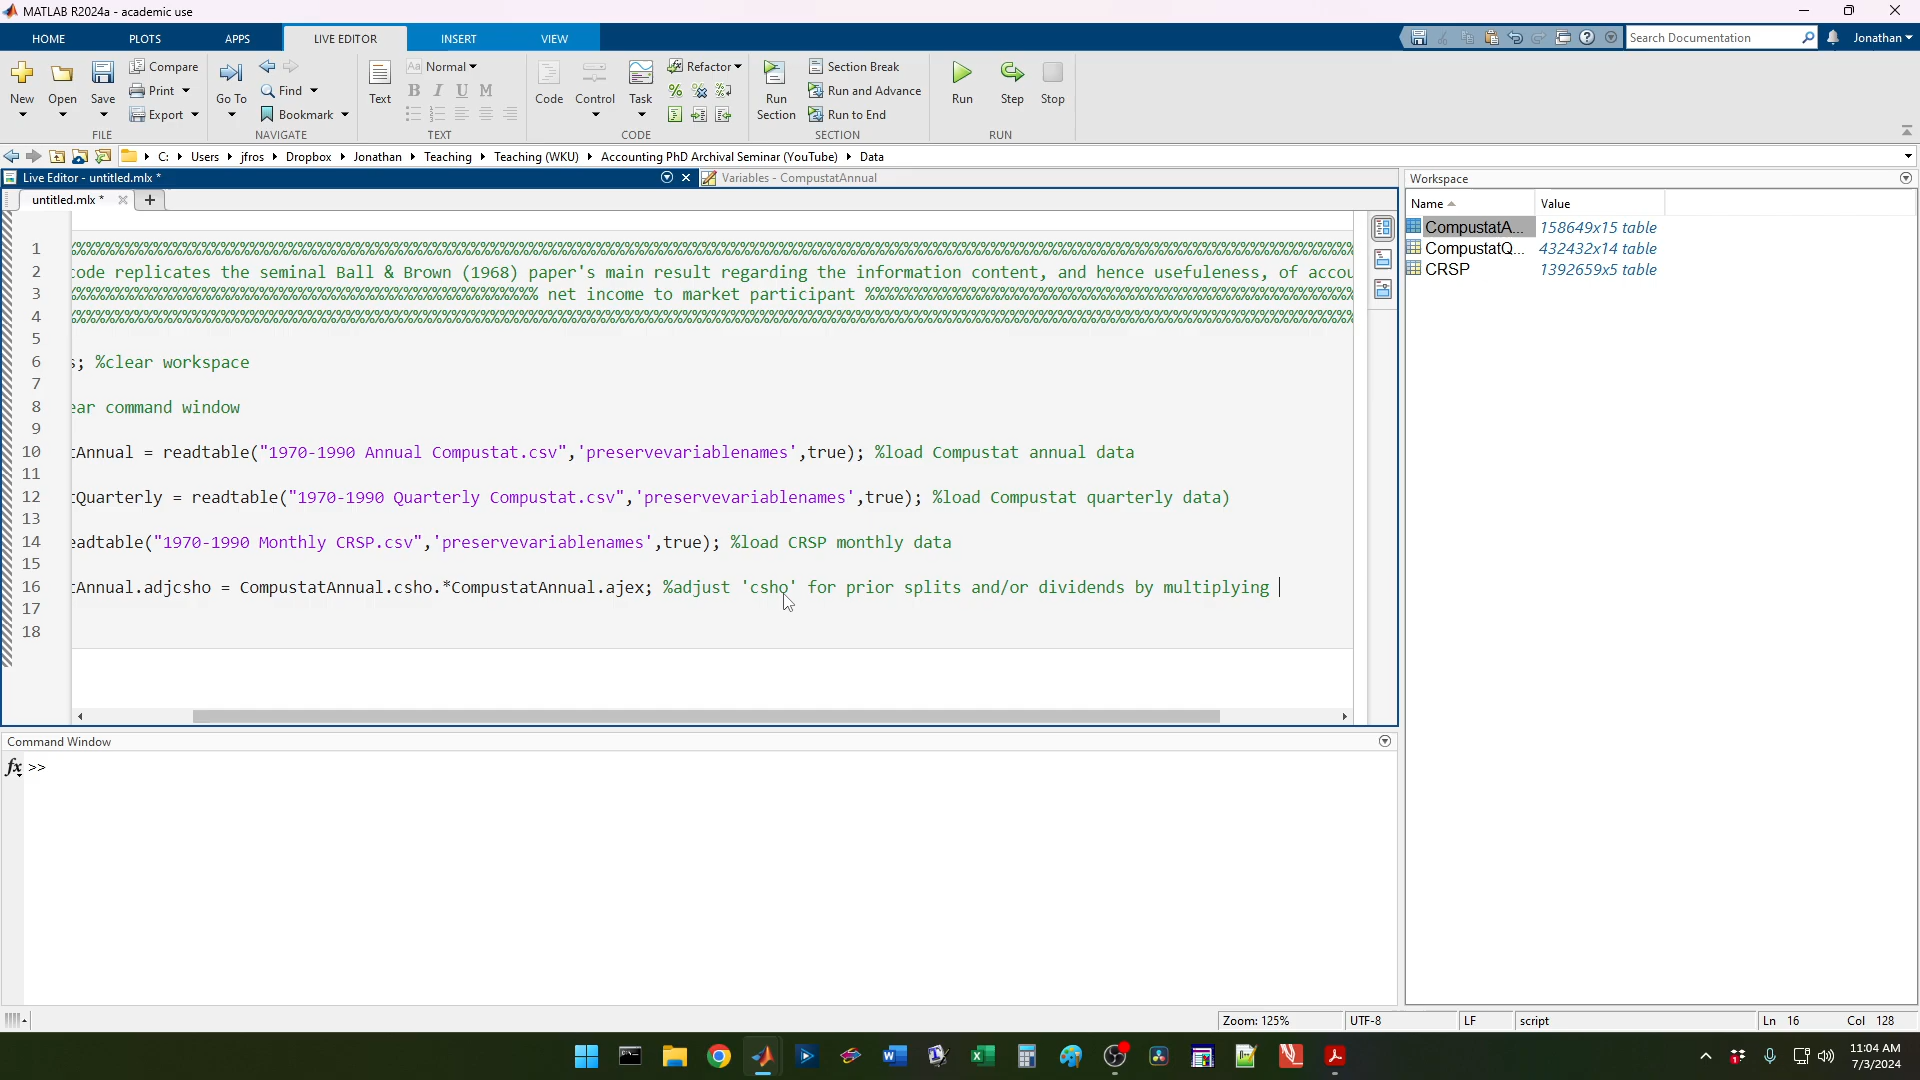 MATLAB R2024a - academic use
HOME PLOTS APPS LIVE EDITOR INSERT VIEW
Search Documentation Jonathan
New Open Save Compare Print Export
FILE
Go To Find Bookmark
NAVIGATE
Text Aa Normal B I U M
TEXT
Code Control Task Refactor
CODE
Run Section Section Break Run and Advance Run to End
SECTION
Run Step Stop
RUN
C: Users jfros Dropbox Jonathan Teaching Teaching (WKU) Accounting PhD Archival Seminar (YouTube) Data
Live Editor - untitled.mlx *
Variables - CompustatAnnual
untitled.mlx *
1
2 code replicates the seminal Ball & Brown (1968) paper's main result regarding the information content, and hence usefulness, of accou
3 net income to market participant
4
5
6 s; %clear workspace
7
8 ear command window
9
10 tAnnual = readtable("1970-1990 Annual Compustat.csv",'preservevariablenames',true); %load Compustat annual data
11
12 tQuarterly = readtable("1970-1990 Quarterly Compustat.csv",'preservevariablenames',true); %load Compustat quarterly data)
13
14 eadtable("1970-1990 Monthly CRSP.csv",'preservevariablenames',true); %load CRSP monthly data
15
16 tAnnual.adjcsho = CompustatAnnual.csho.*CompustatAnnual.ajex; %adjust 'csho' for prior splits and/or dividends by multiplying
17
18
Workspace
Name Value
CompustatA... 158649x15 table
CompustatQ... 432432x14 table
CRSP 1392659x5 table
Command Window
fx >>
Zoom: 125% UTF-8 LF script Ln 16 Col 128
11:04 AM
7/3/2024